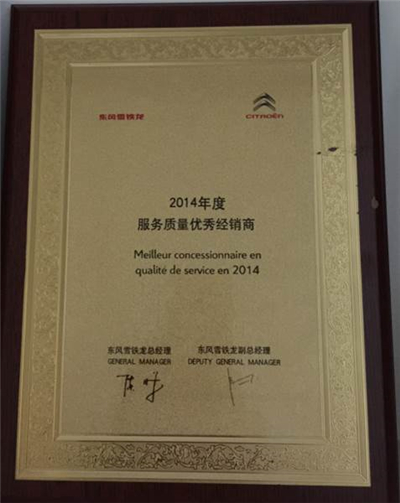 东风雪铁龙
CITROËN
2014年度
服务质量优秀经销商
Meilleur concessionnaire en
qualité de service en 2014
东风雪铁龙总经理
GENERAL MANAGER
东风雪铁龙副总经理
DEPUTY GENERAL MANAGER